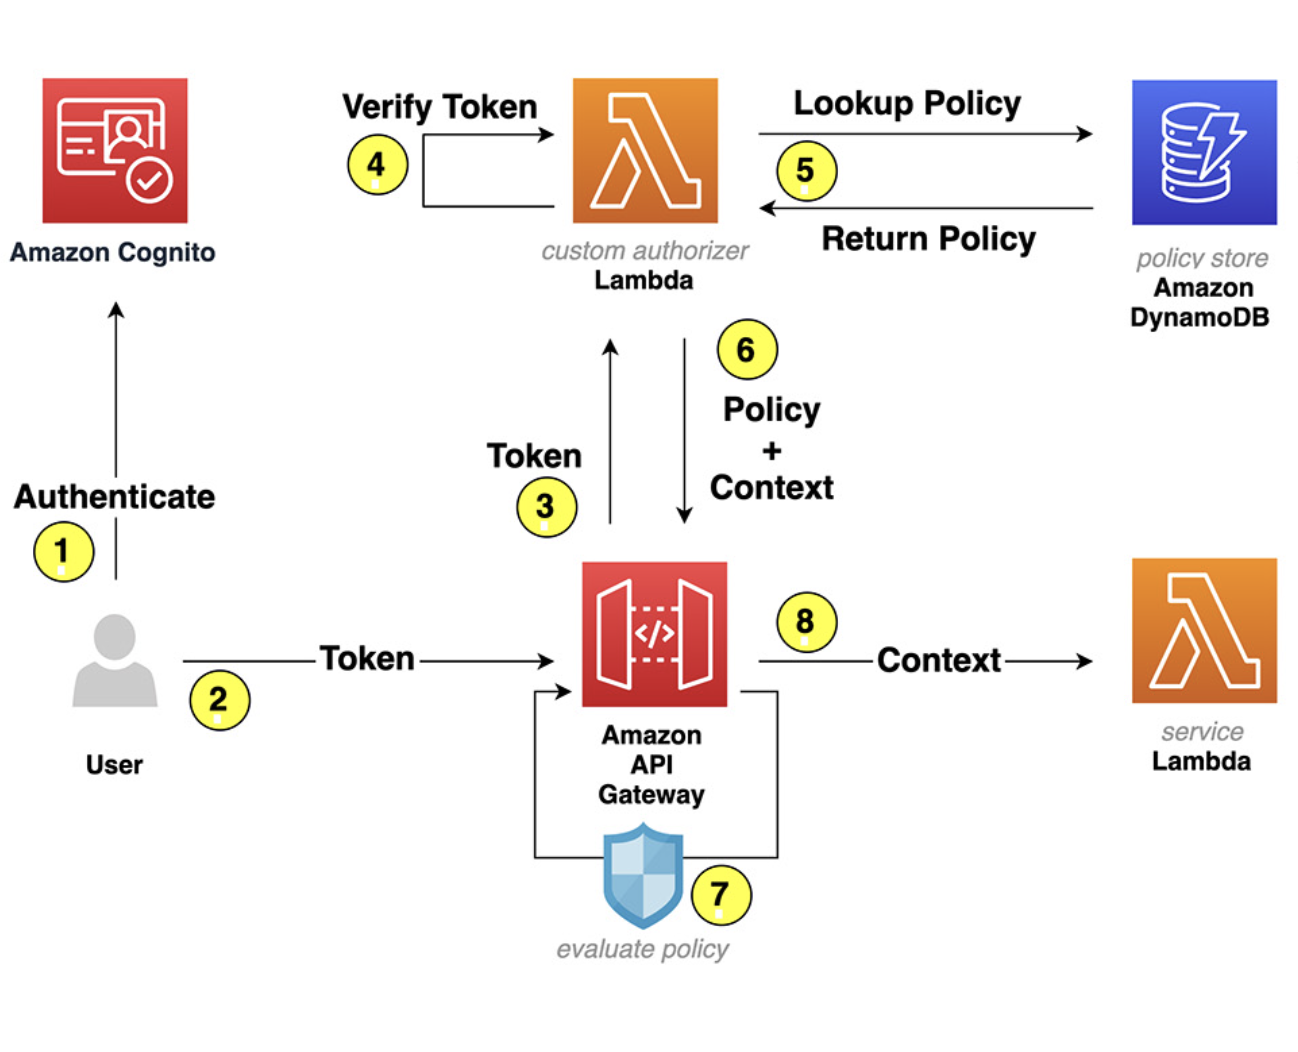 Verify Token
4
Lookup Policy
5
Return Policy
Amazon Cognito
custom authorizer
Lambda
policy store
Amazon
DynamoDB
6
Policy
+
Context
Token
3
Authenticate
1
Token
2
</>
8
Context
User
Amazon
API
Gateway
service
Lambda
7
evaluate policy